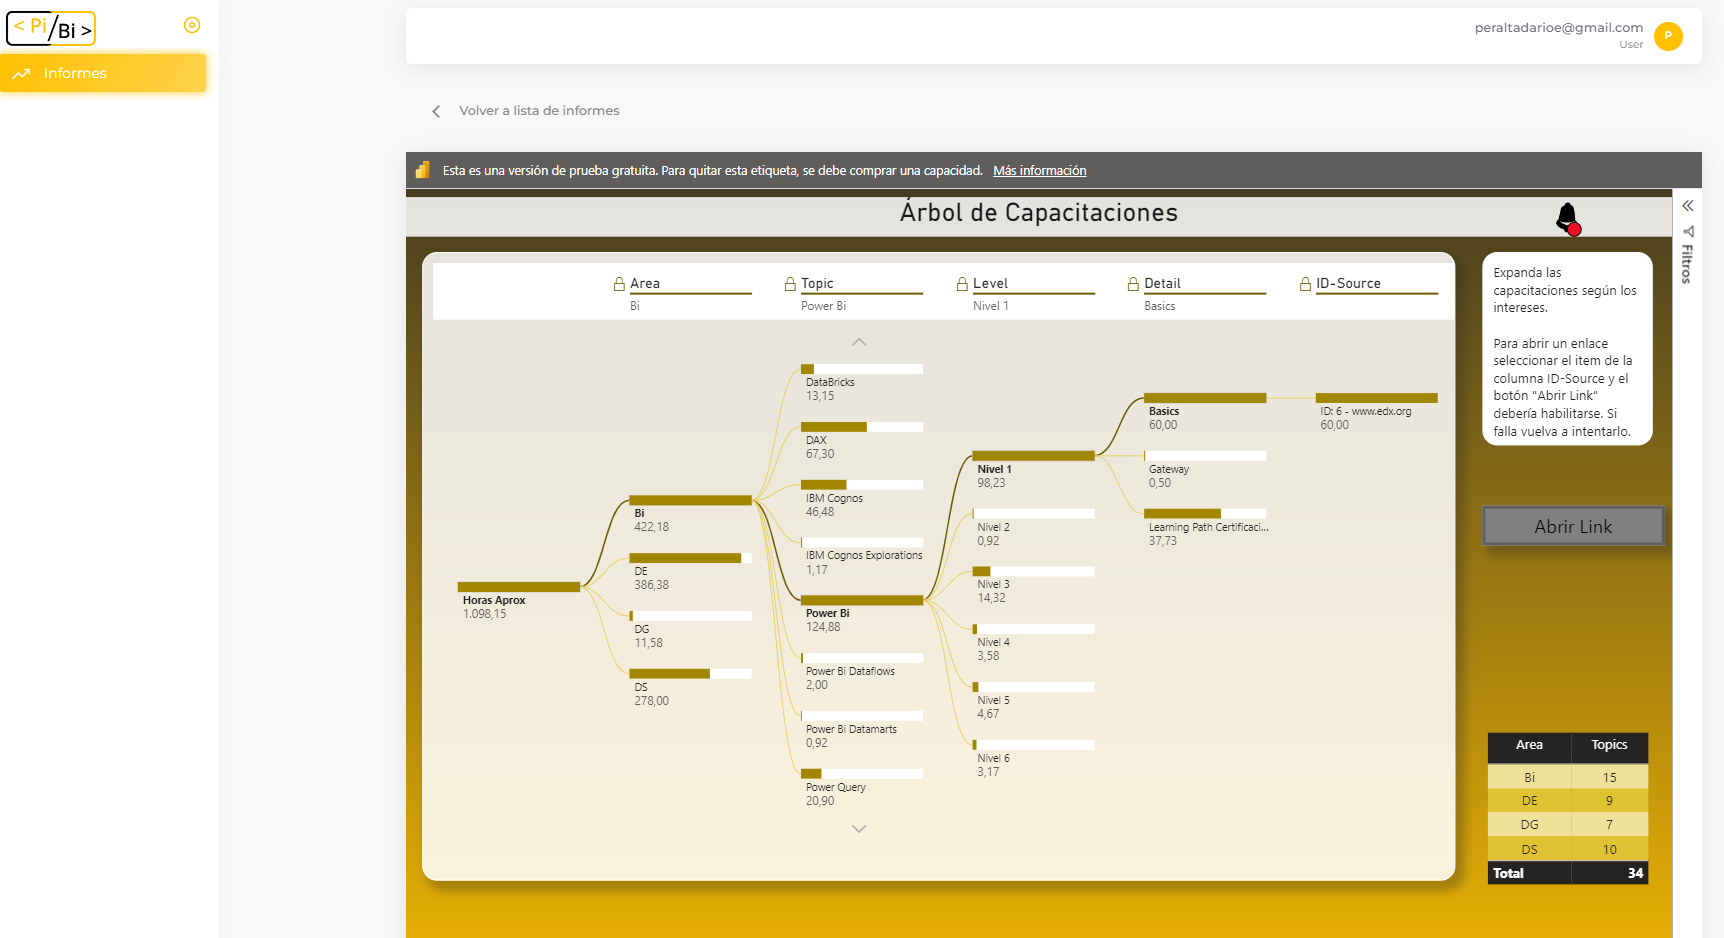 < Pi/Bi >
Informes
peraltadarioe@gmail.com
User
P
Volver a lista de informes
Esta es una versión de prueba gratuita. Para quitar esta etiqueta, se debe comprar una capacidad. Más información
Árbol de Capacitaciones
Filtros
Area
Bi
Topic
Power Bi
Level
Nivel 1
Detail
Basics
ID-Source
Horas Aprox
1.098,15
Bi
422,18
DE
386,38
DG
11,58
DS
278,00
DataBricks
13,15
DAX
67,30
IBM Cognos
46,48
IBM Cognos Explorations
1,17
Power Bi
124,88
Power Bi Dataflows
2,00
Power Bi Datamarts
0,92
Power Query
20,90
Nivel 1
98,23
Nivel 2
0,92
Nivel 3
14,32
Nivel 4
3,58
Nivel 5
4,67
Nivel 6
3,17
Basics
60,00
Gateway
0,50
Learning Path Certificaci...
37,73
ID: 6 - www.edx.org
60,00
Expanda las
capacitaciones según los
intereses.
Para abrir un enlace
seleccionar el item de la
columna ID-Source y el
botón "Abrir Link"
debería habilitarse. Si
falla vuelva a intentarlo.
Abrir Link
Area Topics
Bi 15
DE 9
DG 7
DS 10
Total 34